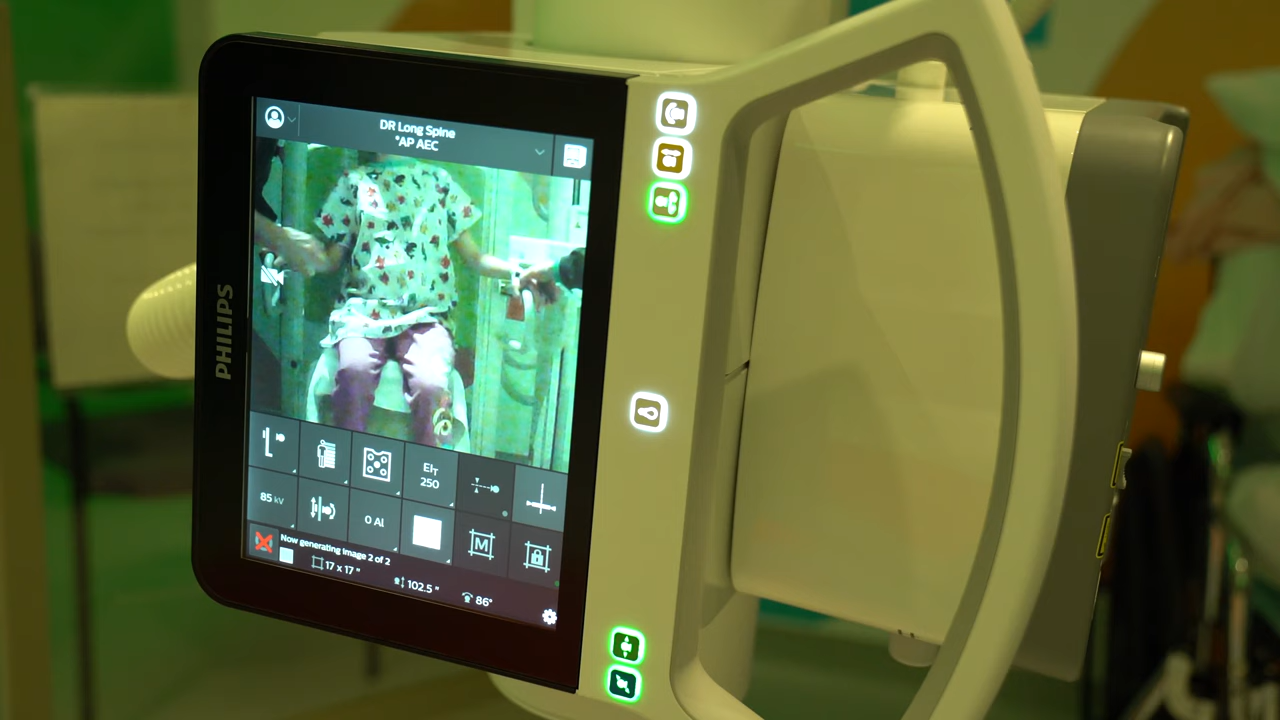 DR Long Spine
*AP AEC
PHILIPS
EI_T
250
85 kV
0 Al
M
Now generating image 2 of 2
17 x 17 "
102.5 "
86°